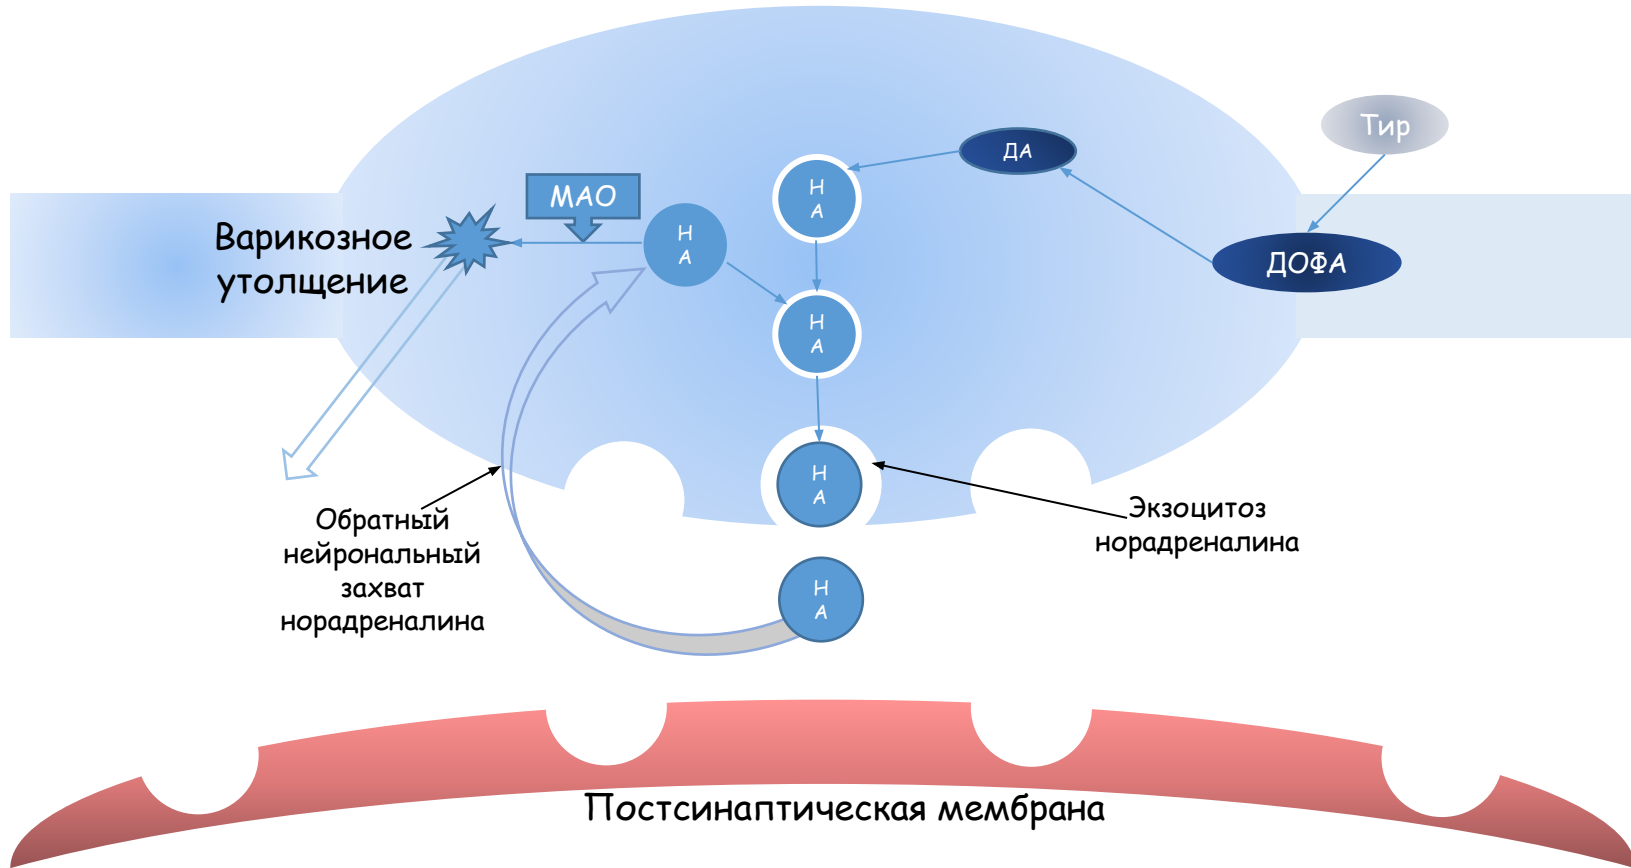 Тир
ДА
ДОФА
МАО
Н
А
Н
А
Варикозное
утолщение
Н
А
Н
А
Экзоцитоз
норадреналина
Обратный
нейрональный
захват
норадреналина
Н
А
Постсинаптическая мембрана